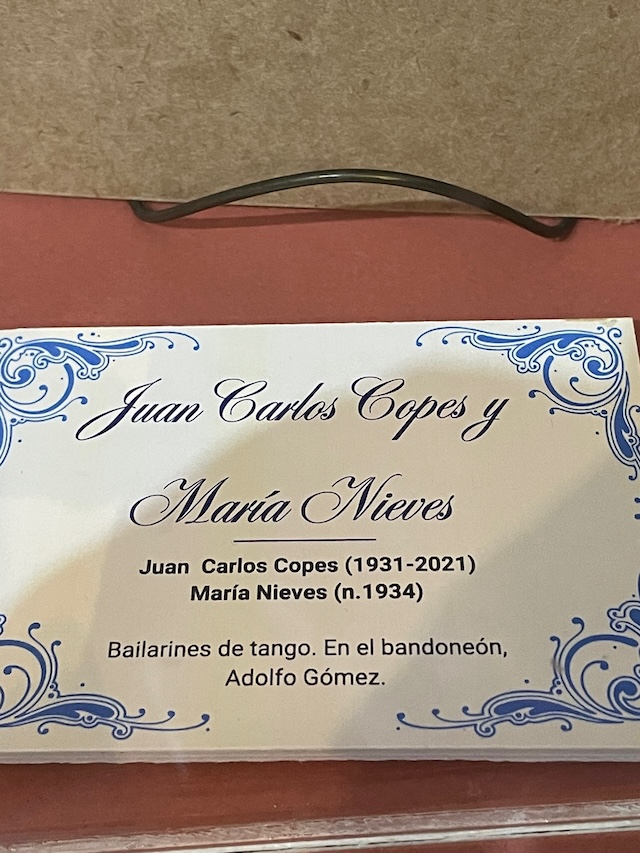 Juan Carlos Copes y
María Nieves
Juan Carlos Copes (1931-2021)
María Nieves (n.1934)
Bailarines de tango. En el bandoneón,
Adolfo Gómez.